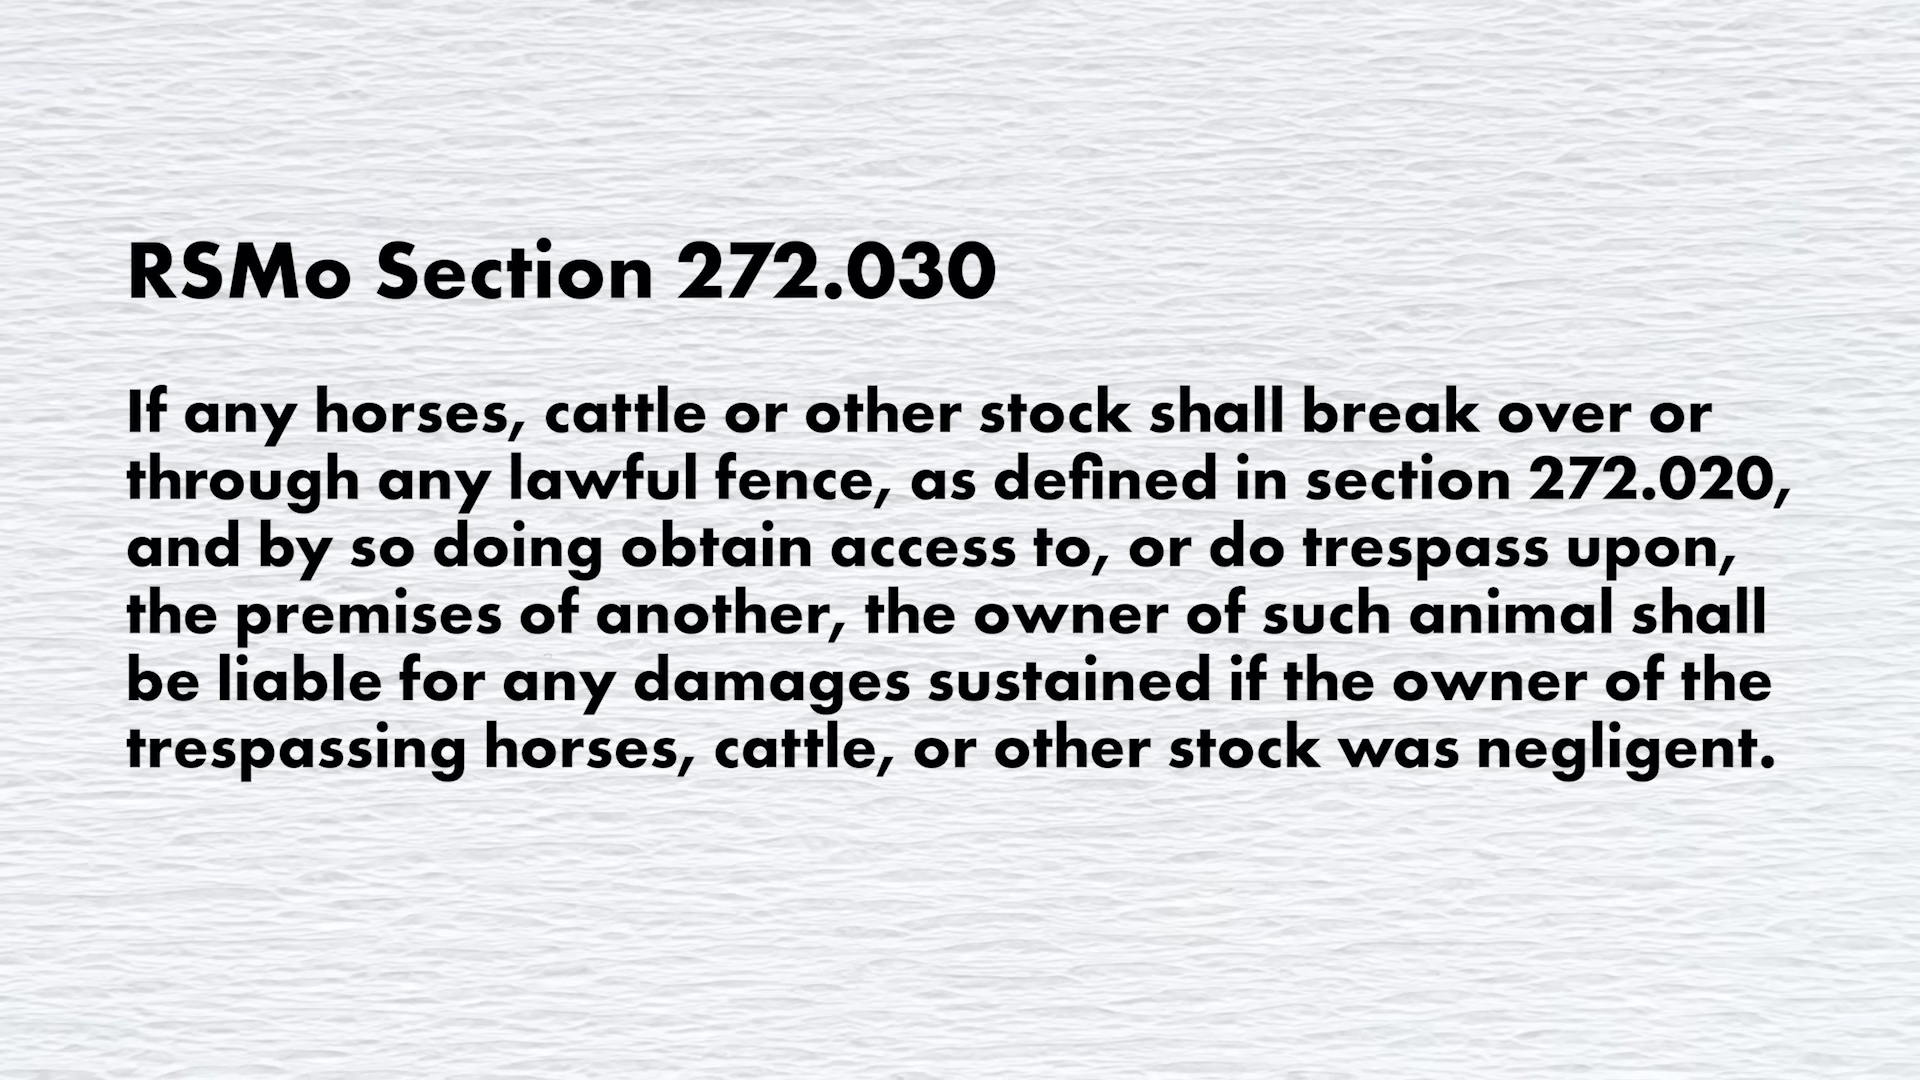 RSMo Section 272.030
If any horses, cattle or other stock shall break over or
through any lawful fence, as defined in section 272.020,
and by so doing obtain access to, or do trespass upon,
the premises of another, the owner of such animal shall
be liable for any damages sustained if the owner of the
trespassing horses, cattle, or other stock was negligent.